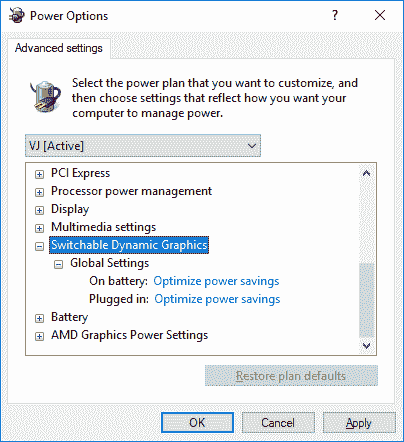 Power Options
Advanced settings
Select the power plan that you want to customize, and
then choose settings that reflect how you want your
computer to manage power.
VJ [Active]
PCI Express
Processor power management
Display
Multimedia settings
Switchable Dynamic Graphics
Global Settings
On battery: Optimize power savings
Plugged in: Optimize power savings
Battery
AMD Graphics Power Settings
Restore plan defaults
OK Cancel Apply